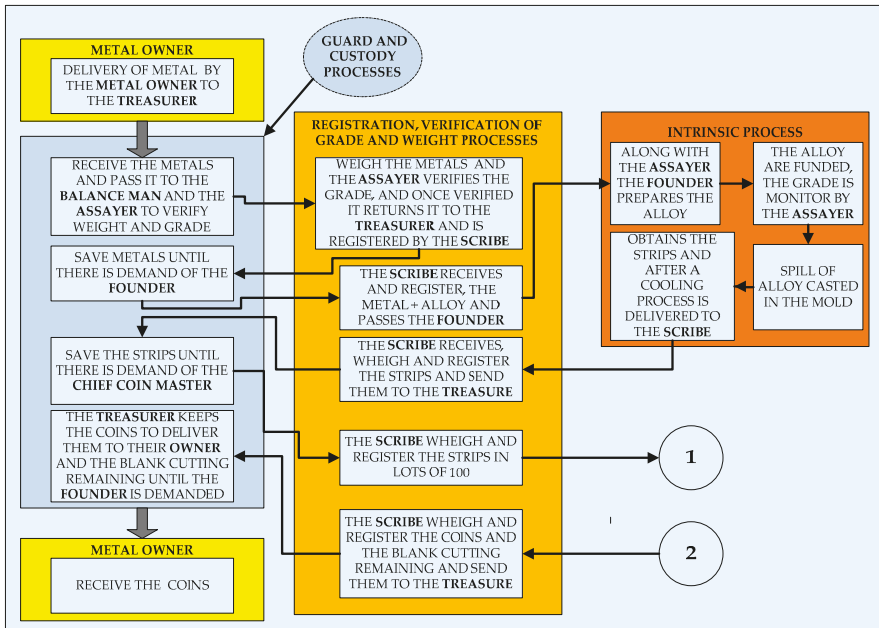 METAL OWNER
DELIVERY OF METAL BY
THE METAL OWNER TO
THE TREASURER
GUARD AND
CUSTODY
PROCESSES
RECEIVE THE METALS
AND PASS IT TO THE
BALANCE MAN AND THE
ASSAYER TO VERIFY
WEIGHT AND GRADE
SAVE METALS UNTIL
THERE IS DEMAND OF THE
FOUNDER
SAVE THE STRIPS UNTIL
THERE IS DEMAND OF THE
CHIEF COIN MASTER
THE TREASURER KEEPS
THE COINS TO DELIVER
THEM TO THEIR OWNER
AND THE BLANK CUTTING
REMAINING UNTIL THE
FOUNDER IS DEMANDED
METAL OWNER
RECEIVE THE COINS
REGISTRATION, VERIFICATION OF
GRADE AND WEIGHT PROCESSES
WEIGH THE METALS AND
THE ASSAYER VERIFIES THE
GRADE, AND ONCE VERIFIED
IT RETURNS IT TO THE
TREASURER AND IS
REGISTERED BY THE SCRIBE
THE SCRIBE RECEIVES
AND REGISTER, THE
METAL + ALLOY AND
PASSES THE FOUNDER
THE SCRIBE RECEIVES,
WHEIGH AND REGISTER
THE STRIPS AND SEND
THEM TO THE TREASURE
THE SCRIBE WHEIGH AND
REGISTER THE STRIPS IN
LOTS OF 100
THE SCRIBE WHEIGH AND
REGISTER THE COINS AND
THE BLANK CUTTING
REMAINING AND SEND
THEM TO THE TREASURE
INTRINSIC PROCESS
ALONG WITH
THE ASSAYER
THE FOUNDER
PREPARES THE
ALLOY
THE ALLOY
ARE FUNDED,
THE GRADE IS
MONITOR BY
THE ASSAYER
OBTAINS THE
STRIPS AND
AFTER A
COOLING
PROCESS IS
DELIVERED TO
THE SCRIBE
SPILL OF
ALLOY CASTED
IN THE MOLD
1
2